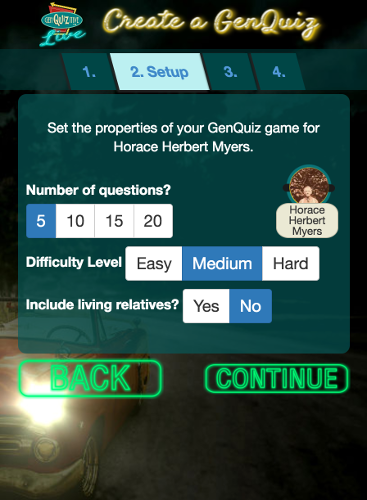 GENQUIZITIVE
Live
Create a GenQuiz
1.
2. Setup
3.
4.
Set the properties of your GenQuiz game for
Horace Herbert Myers.
Number of questions?
5 10 15 20
Horace
Herbert
Myers
Difficulty Level Easy Medium Hard
Include living relatives? Yes No
BACK CONTINUE